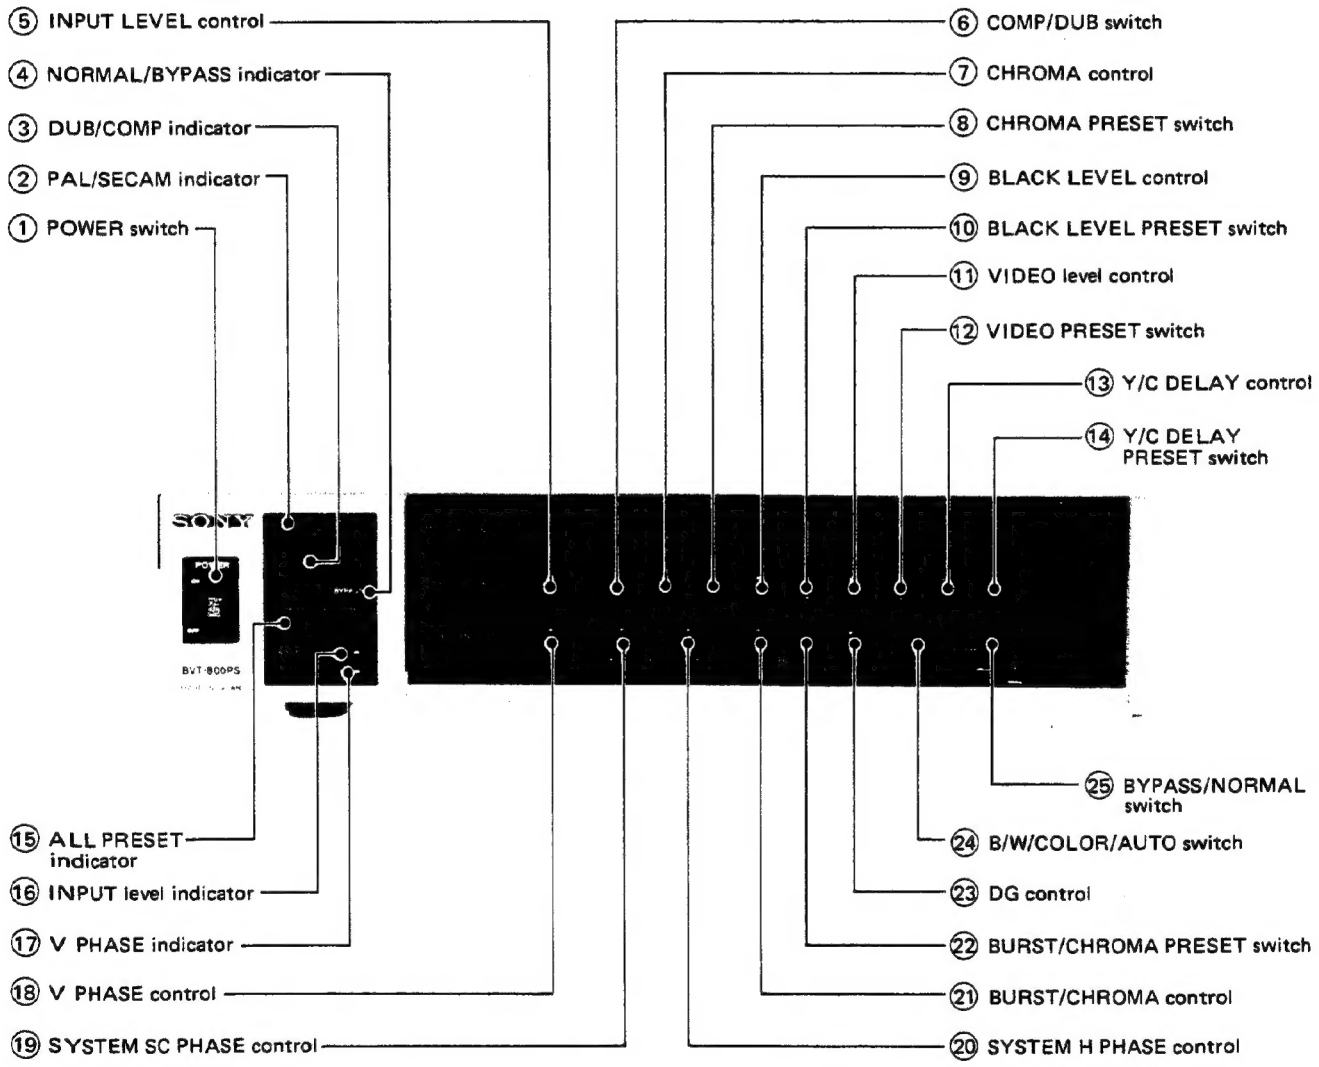 ⑤ INPUT LEVEL control
④ NORMAL/BYPASS indicator
③ DUB/COMP indicator
② PAL/SECAM indicator
① POWER switch
⑥ COMP/DUB switch
⑦ CHROMA control
⑧ CHROMA PRESET switch
⑨ BLACK LEVEL control
⑩ BLACK LEVEL PRESET switch
⑪ VIDEO level control
⑫ VIDEO PRESET switch
⑬ Y/C DELAY control
⑭ Y/C DELAY
PRESET switch
SONY
POWER
ON
OFF
BVT-800PS
⑮ ALL PRESET
indicator
⑯ INPUT level indicator
⑰ V PHASE indicator
⑱ V PHASE control
⑲ SYSTEM SC PHASE control
㉕ BYPASS/NORMAL
switch
㉔ B/W/COLOR/AUTO switch
㉓ DG control
㉒ BURST/CHROMA PRESET switch
㉑ BURST/CHROMA control
⑳ SYSTEM H PHASE control